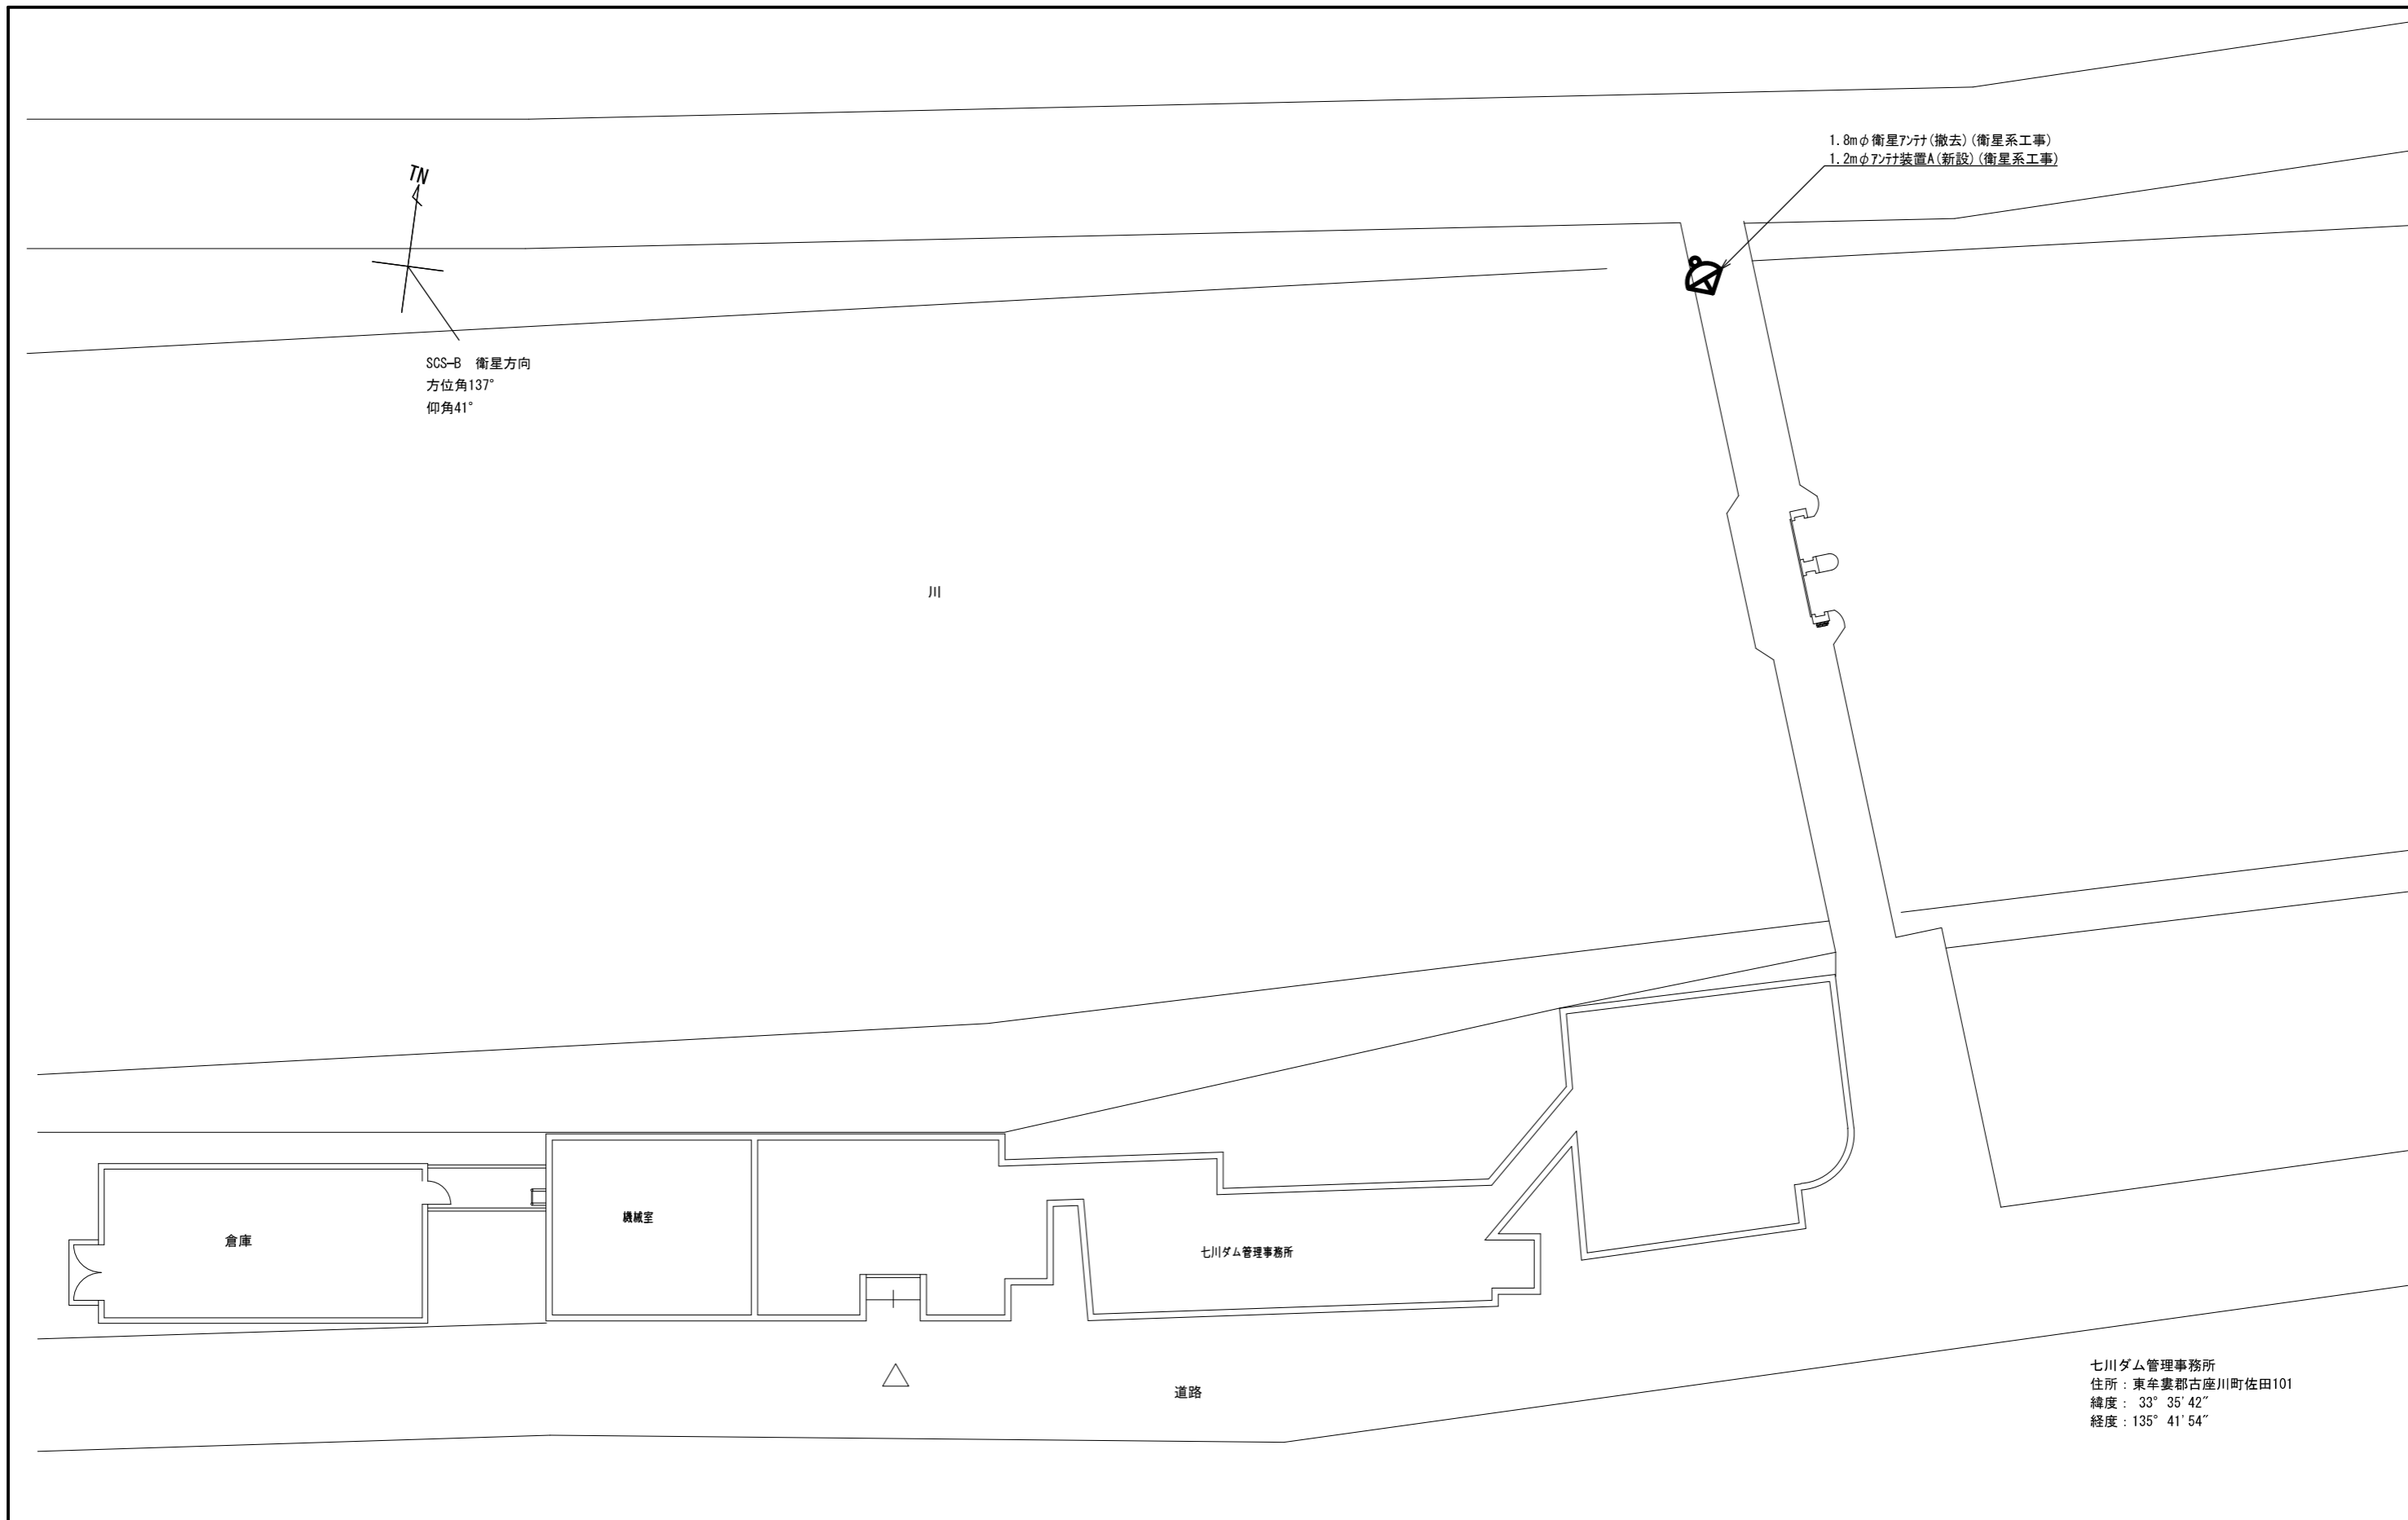 1.8mφ衛星ｱﾝﾃﾅ(撤去)(衛星系工事)
1.2mφｱﾝﾃﾅ装置A(新設)(衛星系工事)
TN
SCS-B 衛星方向
方位角137°
仰角41°
川
機械室
倉庫
七川ダム管理事務所
道路
七川ダム管理事務所
住所：東牟婁郡古座川町佐田101
緯度： 33° 35′42″
経度：135° 41′54″